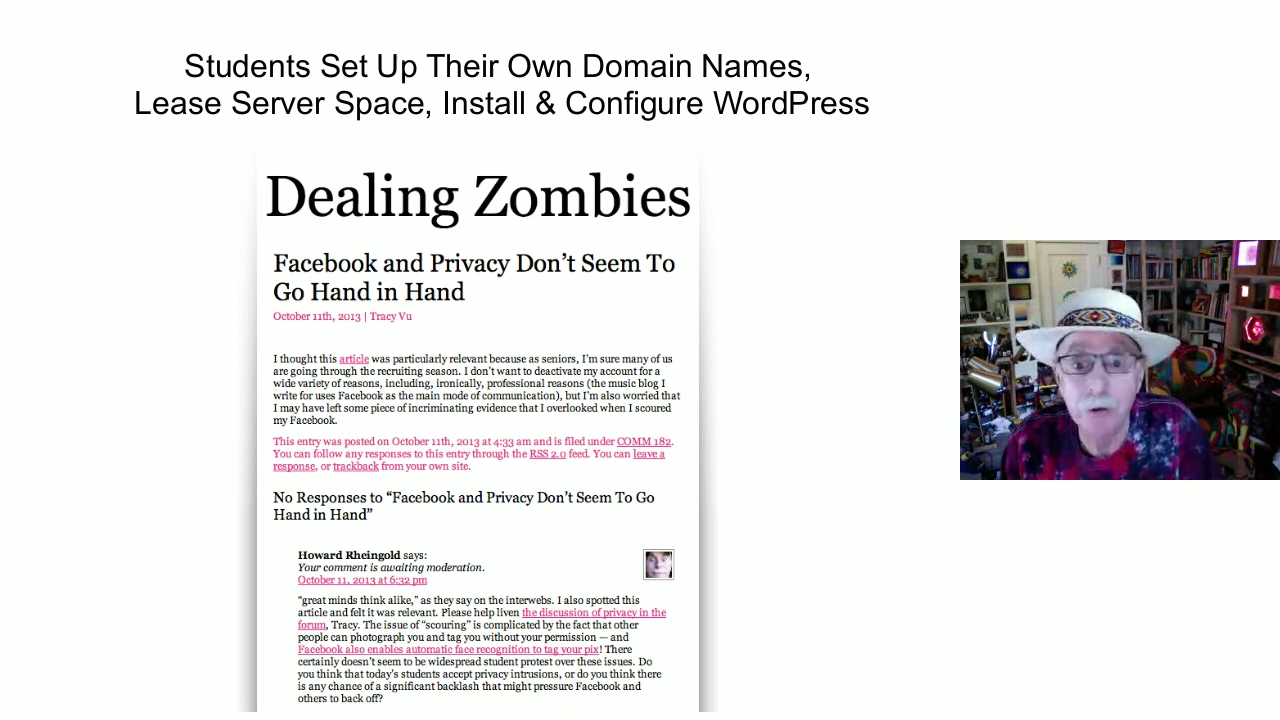 Students Set Up Their Own Domain Names,
Lease Server Space, Install & Configure WordPress
Dealing Zombies
Facebook and Privacy Don’t Seem To
Go Hand in Hand
October 11th, 2013 | Tracy Vu
I thought this article was particularly relevant because as seniors, I’m sure many of us
are going through the recruiting season. I don’t want to deactivate my account for a
wide variety of reasons, including, ironically, professional reasons (the music blog I
write for uses Facebook as the main mode of communication), but I’m also worried that
I may have left some piece of incriminating evidence that I overlooked when I scoured
my Facebook.
This entry was posted on October 11th, 2013 at 4:33 am and is filed under COMM 182.
You can follow any responses to this entry through the RSS 2.0 feed. You can leave a
response, or trackback from your own site.
No Responses to “Facebook and Privacy Don’t Seem To Go
Hand in Hand”
Howard Rheingold says:
Your comment is awaiting moderation.
October 11, 2013 at 6:32 pm
“great minds think alike,” as they say on the interwebs. I also spotted this
article and felt it was relevant. Please help liven the discussion of privacy in the
forum, Tracy. The issue of “scouring” is complicated by the fact that other
people can photograph you and tag you without your permission — and
Facebook also enables automatic face recognition to tag your pix! There
certainly doesn’t seem to be widespread student protest over these issues. Do
you think that today’s students accept privacy intrusions, or do you think there
is any chance of a significant backlash that might pressure Facebook and
others to back off?